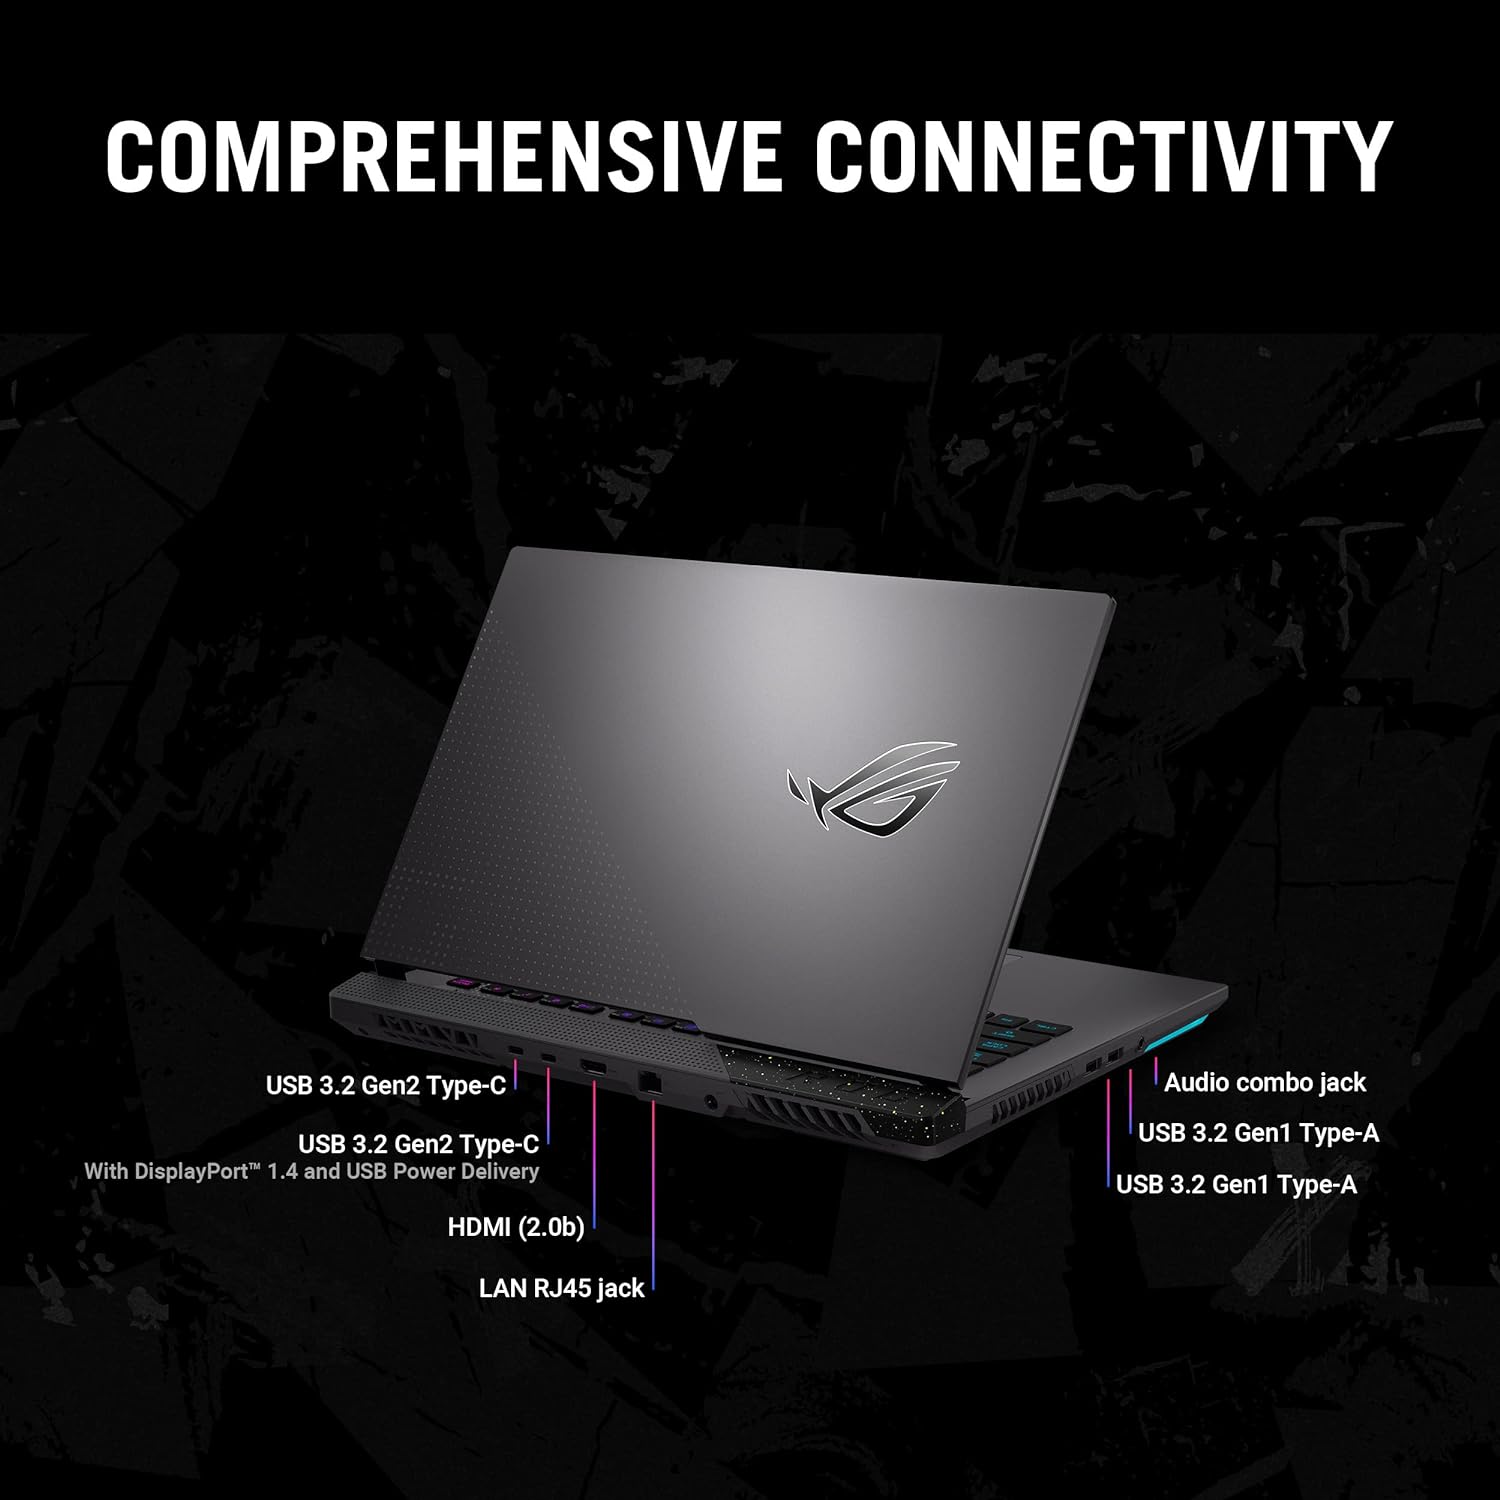 COMPREHENSIVE CONNECTIVITY
USB 3.2 Gen2 Type-C
USB 3.2 Gen2 Type-C
With DisplayPort™ 1.4 and USB Power Delivery
HDMI (2.0b)
LAN RJ45 jack
Audio combo jack
USB 3.2 Gen1 Type-A
USB 3.2 Gen1 Type-A